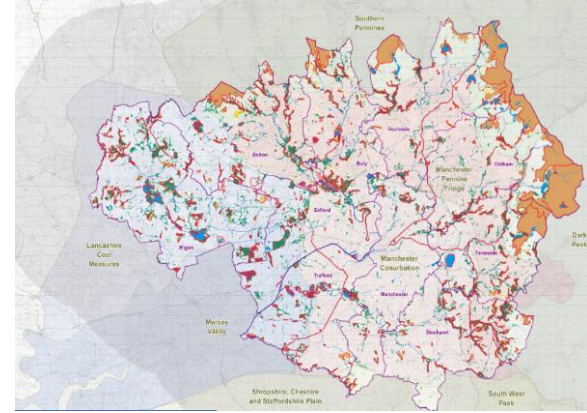 Southern
Pennines
Rochdale
Bolton
Bury
Oldham
Manchester
Pennine
Fringe
Salford
Dark
Peak
Lancashire
Coal
Measures
Wigan
Tameside
Manchester
Conurbation
Trafford
Manchester
Mersey
Valley
Stockport
Shropshire, Cheshire
and Staffordshire Plain
South West
Peak